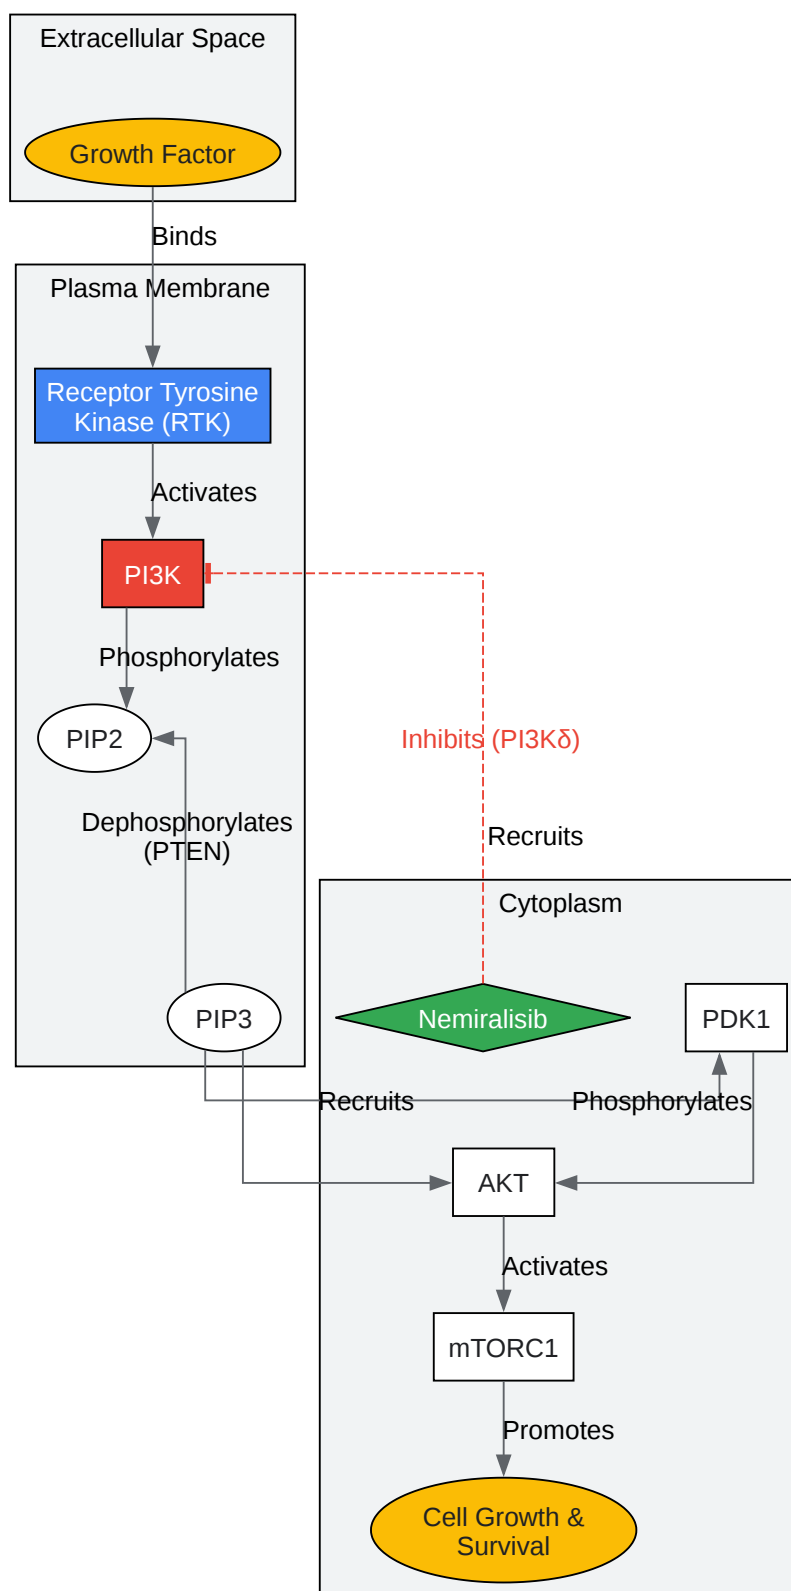 Extracellular Space
Growth Factor
Binds
Plasma Membrane
Receptor Tyrosine
Kinase (RTK)
Activates
PI3K
Phosphorylates
PIP2
Inhibits (PI3Kδ)
Dephosphorylates
(PTEN)
Recruits
Cytoplasm
PIP3
Nemiralisib
PDK1
Recruits
Phosphorylates
AKT
Activates
mTORC1
Promotes
Cell Growth &
Survival